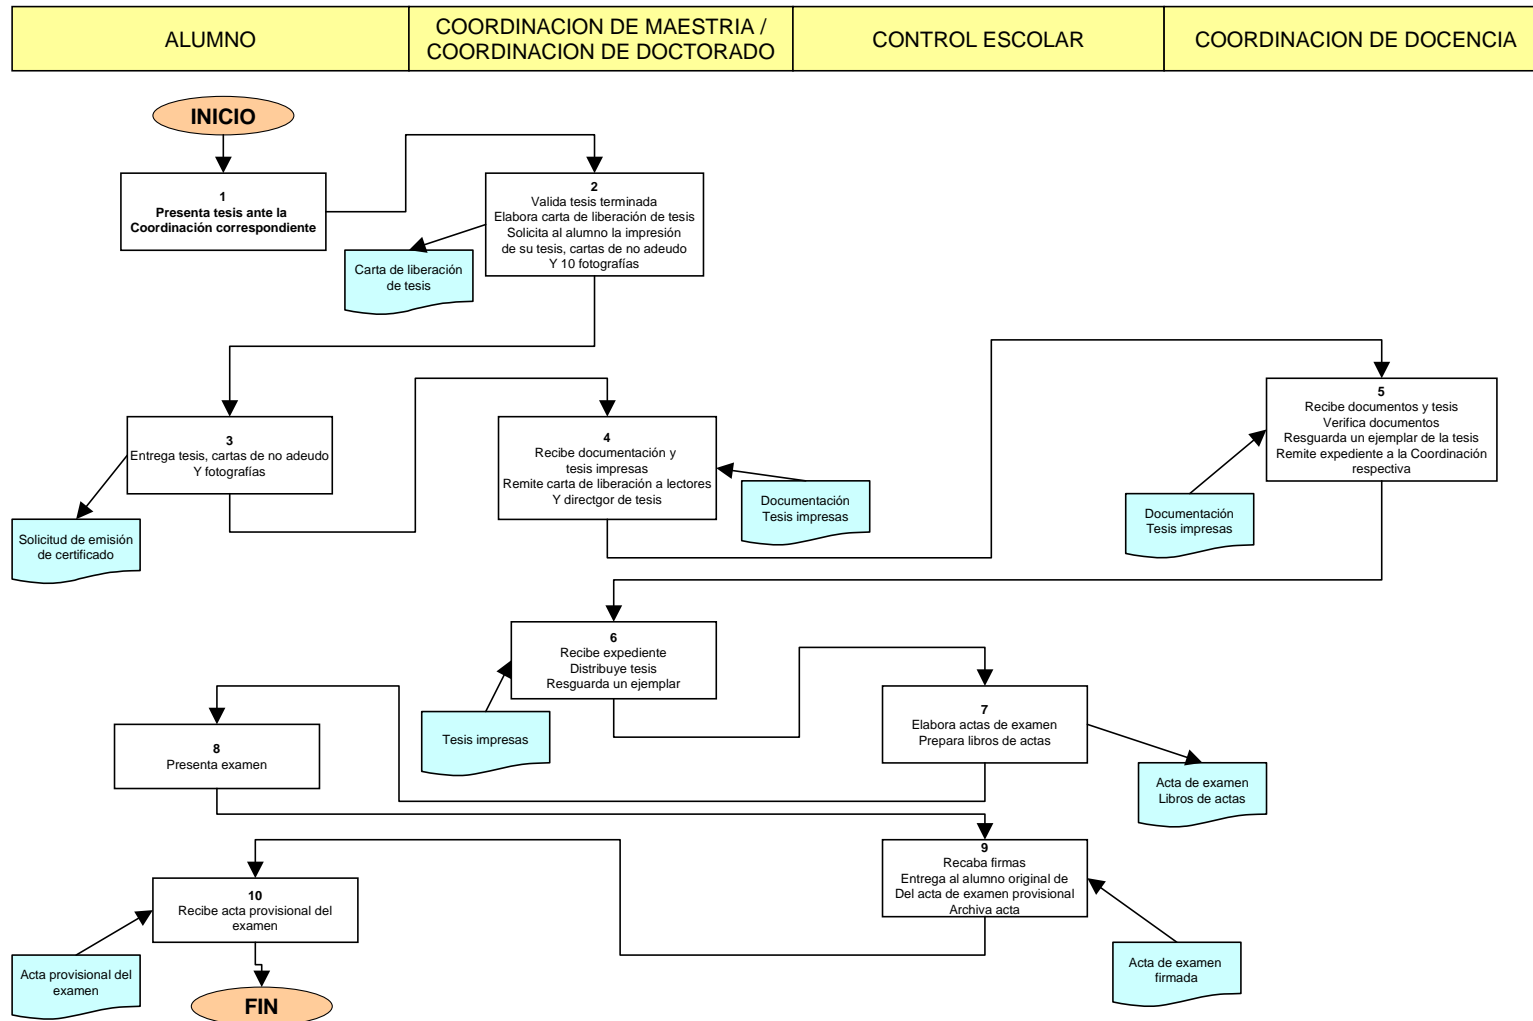 ALUMNO
COORDINACION DE MAESTRIA /
COORDINACION DE DOCTORADO
CONTROL ESCOLAR
COORDINACION DE DOCENCIA
INICIO
1
Presenta tesis ante la
Coordinación correspondiente
2
Valida tesis terminada
Elabora carta de liberación de tesis
Solicita al alumno la impresión
de su tesis, cartas de no adeudo
Y 10 fotografías
Carta de liberación
de tesis
3
Entrega tesis, cartas de no adeudo
Y fotografías
Solicitud de emisión
de certificado
4
Recibe documentación y
tesis impresas
Remite carta de liberación a lectores
Y directgor de tesis
Documentación
Tesis impresas
5
Recibe documentos y tesis
Verifica documentos
Resguarda un ejemplar de la tesis
Remite expediente a la Coordinación
respectiva
Documentación
Tesis impresas
6
Recibe expediente
Distribuye tesis
Resguarda un ejemplar
Tesis impresas
7
Elabora actas de examen
Prepara libros de actas
Acta de examen
Libros de actas
8
Presenta examen
9
Recaba firmas
Entrega al alumno original de
Del acta de examen provisional
Archiva acta
Acta de examen
firmada
10
Recibe acta provisional del
examen
Acta provisional del
examen
FIN